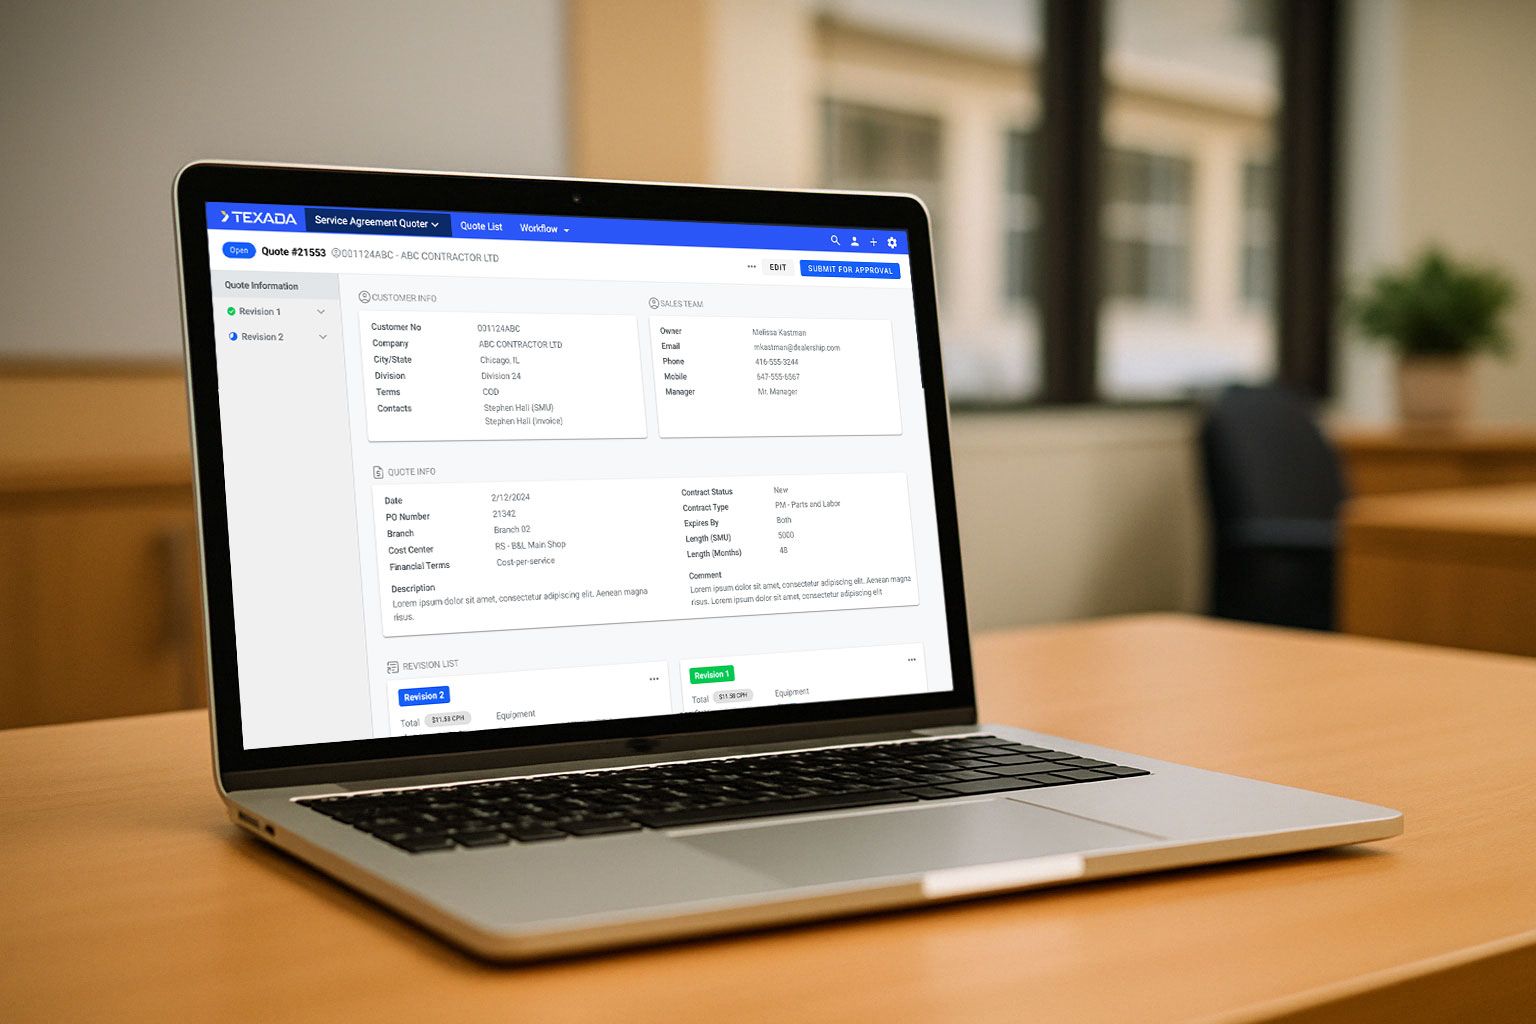 TEXADA
Service Agreement Quoter
Quote List
Workflow
Open
Quote #21553
001124ABC - ABC CONTRACTOR LTD
EDIT
SUBMIT FOR APPROVAL
Quote Information
Revision 1
Revision 2
CUSTOMER INFO
Customer No 001124ABC
Company ABC CONTRACTOR LTD
City/State Chicago, IL
Division Division 24
Terms COD
Contacts Stephen Hall (SMU)
Stephen Hall (Invoice)
SALES TEAM
Owner Melissa Kastman
Email mkastman@dealership.com
Phone 416-555-3244
Mobile 647-555-6567
Manager Mr. Manager
QUOTE INFO
Date 2/12/2024
PO Number 21342
Branch Branch 02
Cost Center RS - B&L Main Shop
Financial Terms Cost-per-service
Description
Lorem ipsum dolor sit amet, consectetur adipiscing elit. Aenean magna
risus.
Contract Status New
Contract Type PM - Parts and Labor
Expires By Both
Length (SMU) 5000
Length (Months) 48
Comment
Lorem ipsum dolor sit amet, consectetur adipiscing elit. Aenean magna
risus. Lorem ipsum dolor sit amet, consectetur adipiscing elit
REVISION LIST
Revision 2
Total $11.58 CPH Equipment
Revision 1
Total $11.58 CPH Equipment